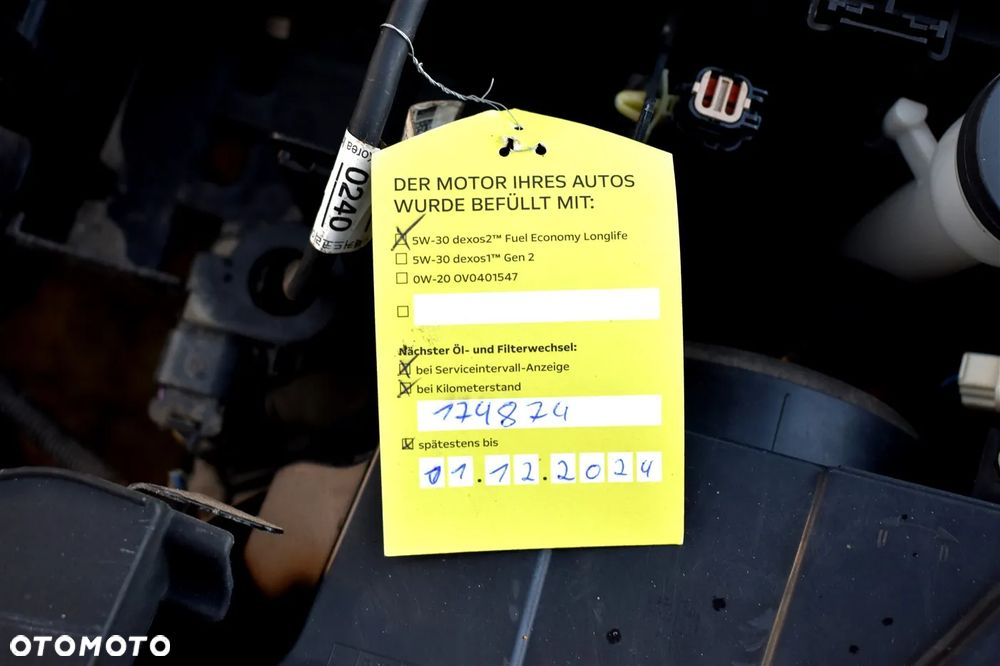 Korea
0240
DER MOTOR IHRES AUTOS
WURDE BEFÜLLT MIT:
5W-30 dexos2™ Fuel Economy Longlife
5W-30 dexos1™ Gen 2
0W-20 OV0401547
Nächster Öl- und Filterwechsel:
bei Serviceintervall-Anzeige
bei Kilometerstand
174874
spätestens bis
01.12.2024
OTOMOTO